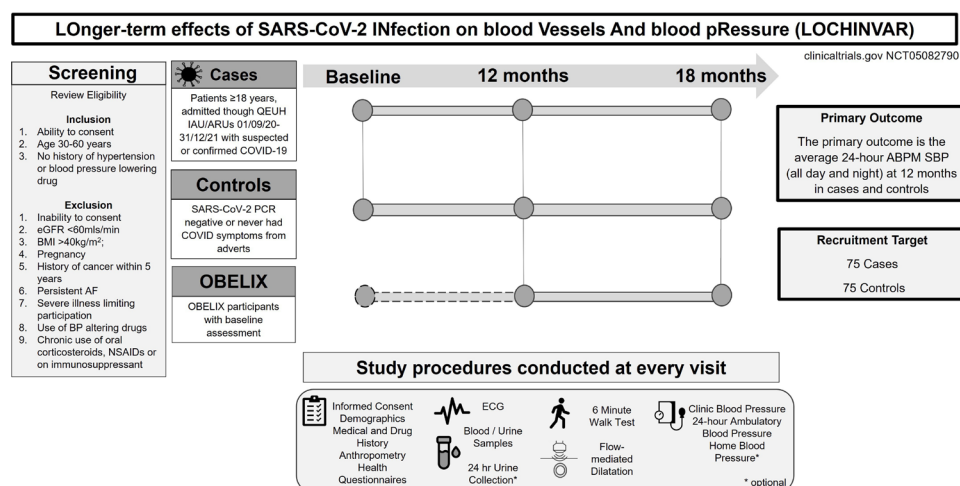 LOnger-term effects of SARS-CoV-2 INfection on blood Vessels And blood pRessure (LOCHINVAR)
clinicaltrials.gov NCT05082790
Screening
Review Eligibility
Inclusion
1. Ability to consent
2. Age 30-60 years
3. No history of hypertension
or blood pressure lowering
drug
Exclusion
1. Inability to consent
2. eGFR <60mls/min
3. BMI >40kg/m²;
4. Pregnancy
5. History of cancer within 5
years
6. Persistent AF
7. Severe illness limiting
participation
8. Use of BP altering drugs
9. Chronic use of oral
corticosteroids, NSAIDs or
on immunosuppressant
Cases
Patients ≥18 years,
admitted though QEUH
IAU/ARUs 01/09/20-
31/12/21 with suspected
or confirmed COVID-19
Controls
SARS-CoV-2 PCR
negative or never had
COVID symptoms from
adverts
OBELIX
OBELIX participants
with baseline
assessment
Baseline
12 months
18 months
Primary Outcome
The primary outcome is the
average 24-hour ABPM SBP
(all day and night) at 12 months
in cases and controls
Recruitment Target
75 Cases
75 Controls
Study procedures conducted at every visit
Informed Consent
Demographics
Medical and Drug
History
Anthropometry
Health
Questionnaires
ECG
Blood / Urine
Samples
24 hr Urine
Collection*
6 Minute
Walk Test
Flow-
mediated
Dilatation
Clinic Blood Pressure
24-hour Ambulatory
Blood Pressure
Home Blood
Pressure*
* optional